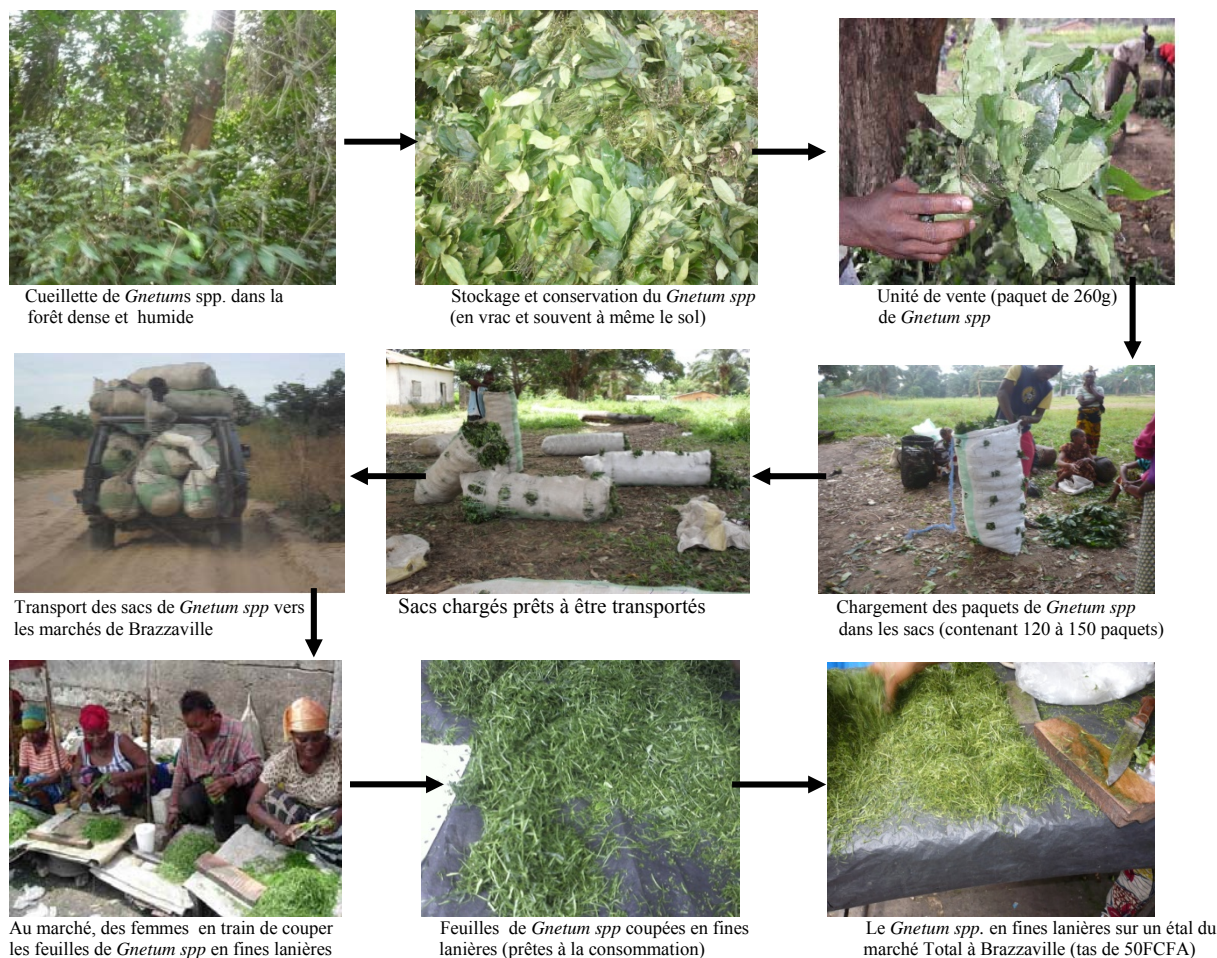 Cueillette de Gnetums spp. dans la
forêt dense et humide
Stockage et conservation du Gnetum spp
(en vrac et souvent à même le sol)
Unité de vente (paquet de 260g)
de Gnetum spp
Transport des sacs de Gnetum spp vers
les marchés de Brazzaville
Sacs chargés prêts à être transportés
Chargement des paquets de Gnetum spp
dans les sacs (contenant 120 à 150 paquets)
Au marché, des femmes en train de couper
les feuilles de Gnetum spp en fines lanières
Feuilles de Gnetum spp coupées en fines
lanières (prêtes à la consommation)
Le Gnetum spp. en fines lanières sur un étal du
marché Total à Brazzaville (tas de 50FCFA)